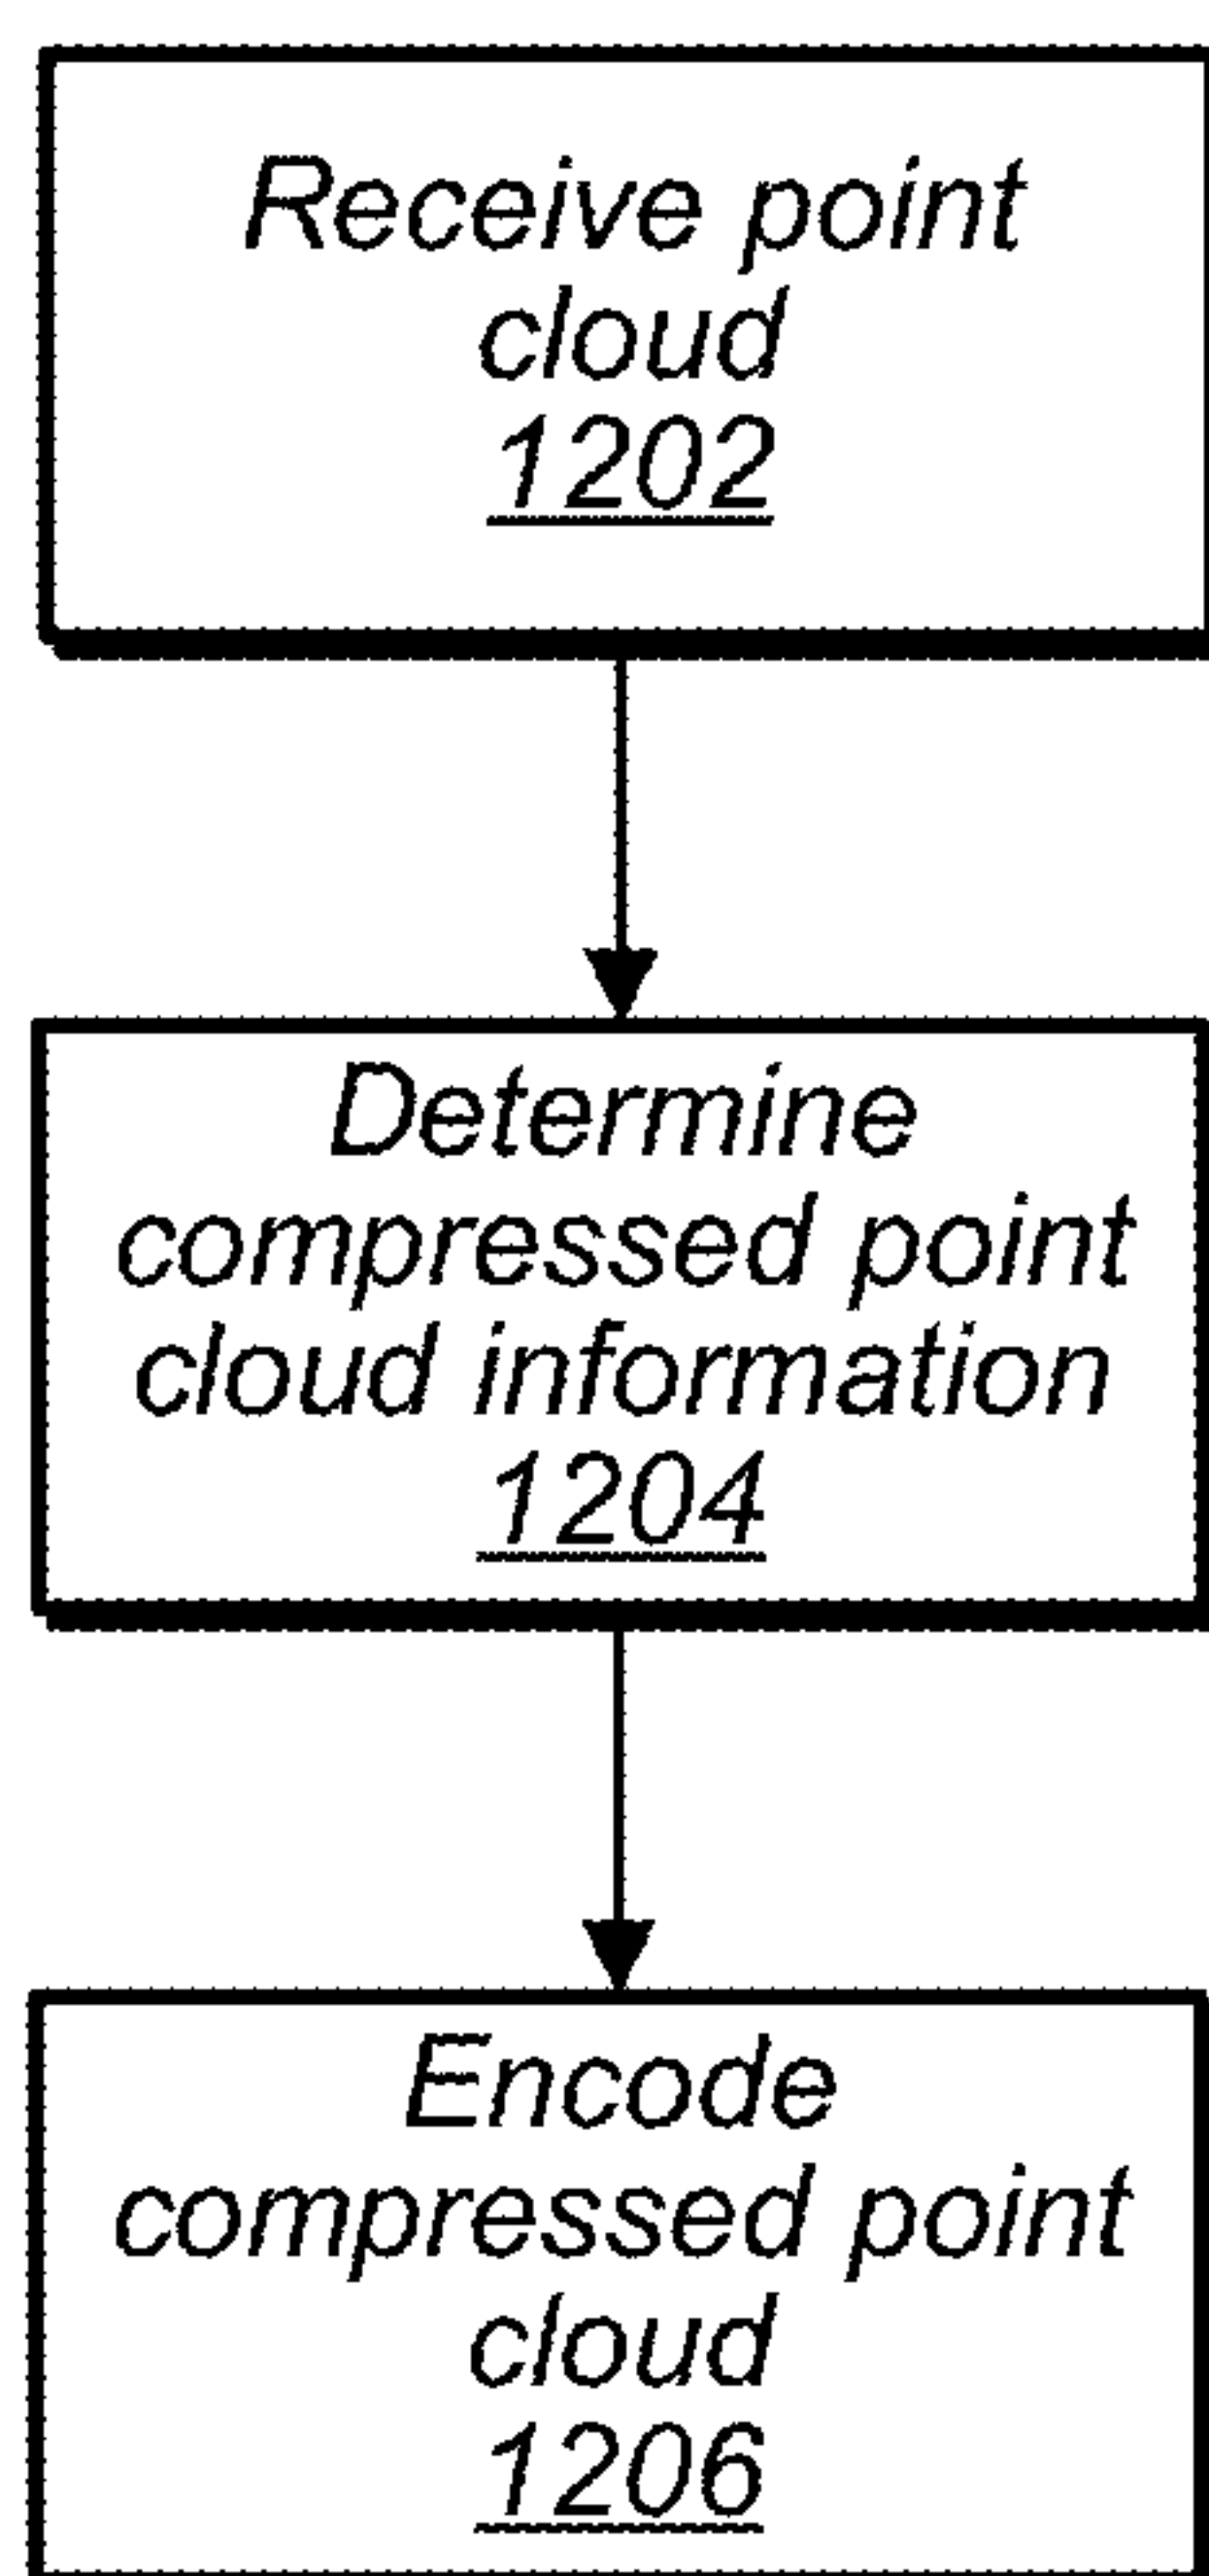 Receive point
cloud
1202
Determine
compressed point
cloud information
1204
Encode
compressed point
cloud
1206